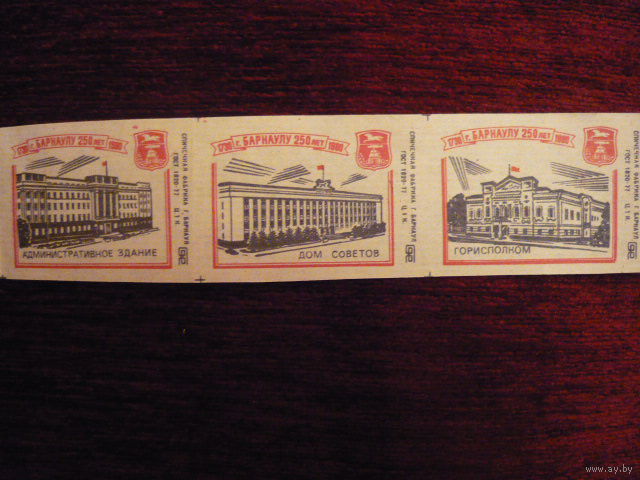 1730 г. БАРНАУЛУ 250 ЛЕТ 1980
АДМИНИСТРАТИВНОЕ ЗДАНИЕ
СПИЧЕЧНАЯ ФАБРИКА Г. БАРНАУЛ
ГОСТ 1820-77 Ц. 1 К.
1730 г. БАРНАУЛУ 250 ЛЕТ 1980
ДОМ СОВЕТОВ
СПИЧЕЧНАЯ ФАБРИКА Г. БАРНАУЛ
ГОСТ 1820-77 Ц. 1 К.
1730 г. БАРНАУЛУ 250 ЛЕТ 1980
ГОРИСПОЛКОМ
СПИЧЕЧНАЯ ФАБРИКА Г. БАРНАУЛ
ГОСТ 1820-77 Ц. 1 К.
www.ay.by